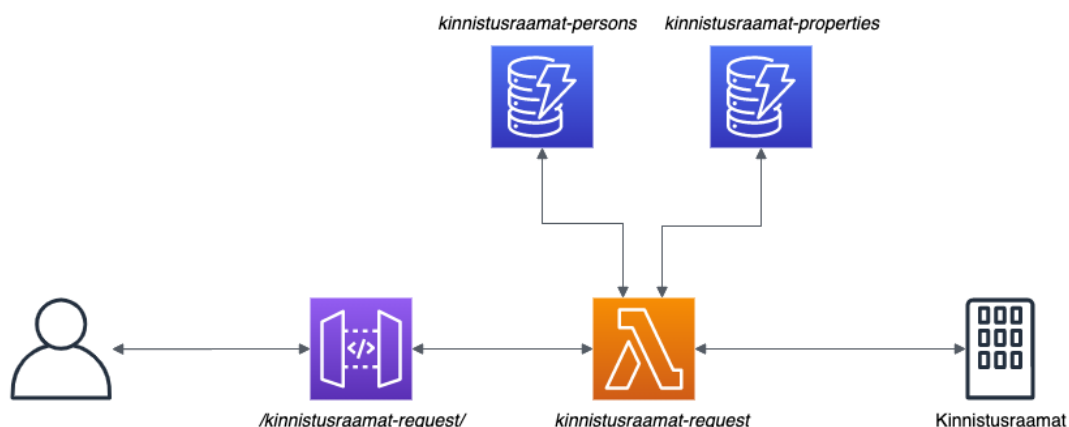 kinnistusraamat-persons
kinnistusraamat-properties
</>
/kinnistusraamat-request/
kinnistusraamat-request
Kinnistusraamat